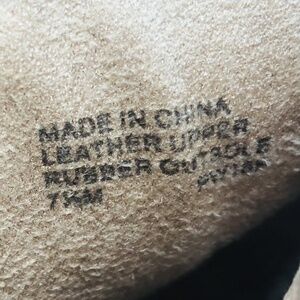 MADE IN CHINA
LEATHER UPPER
RUBBER OUTSOLE